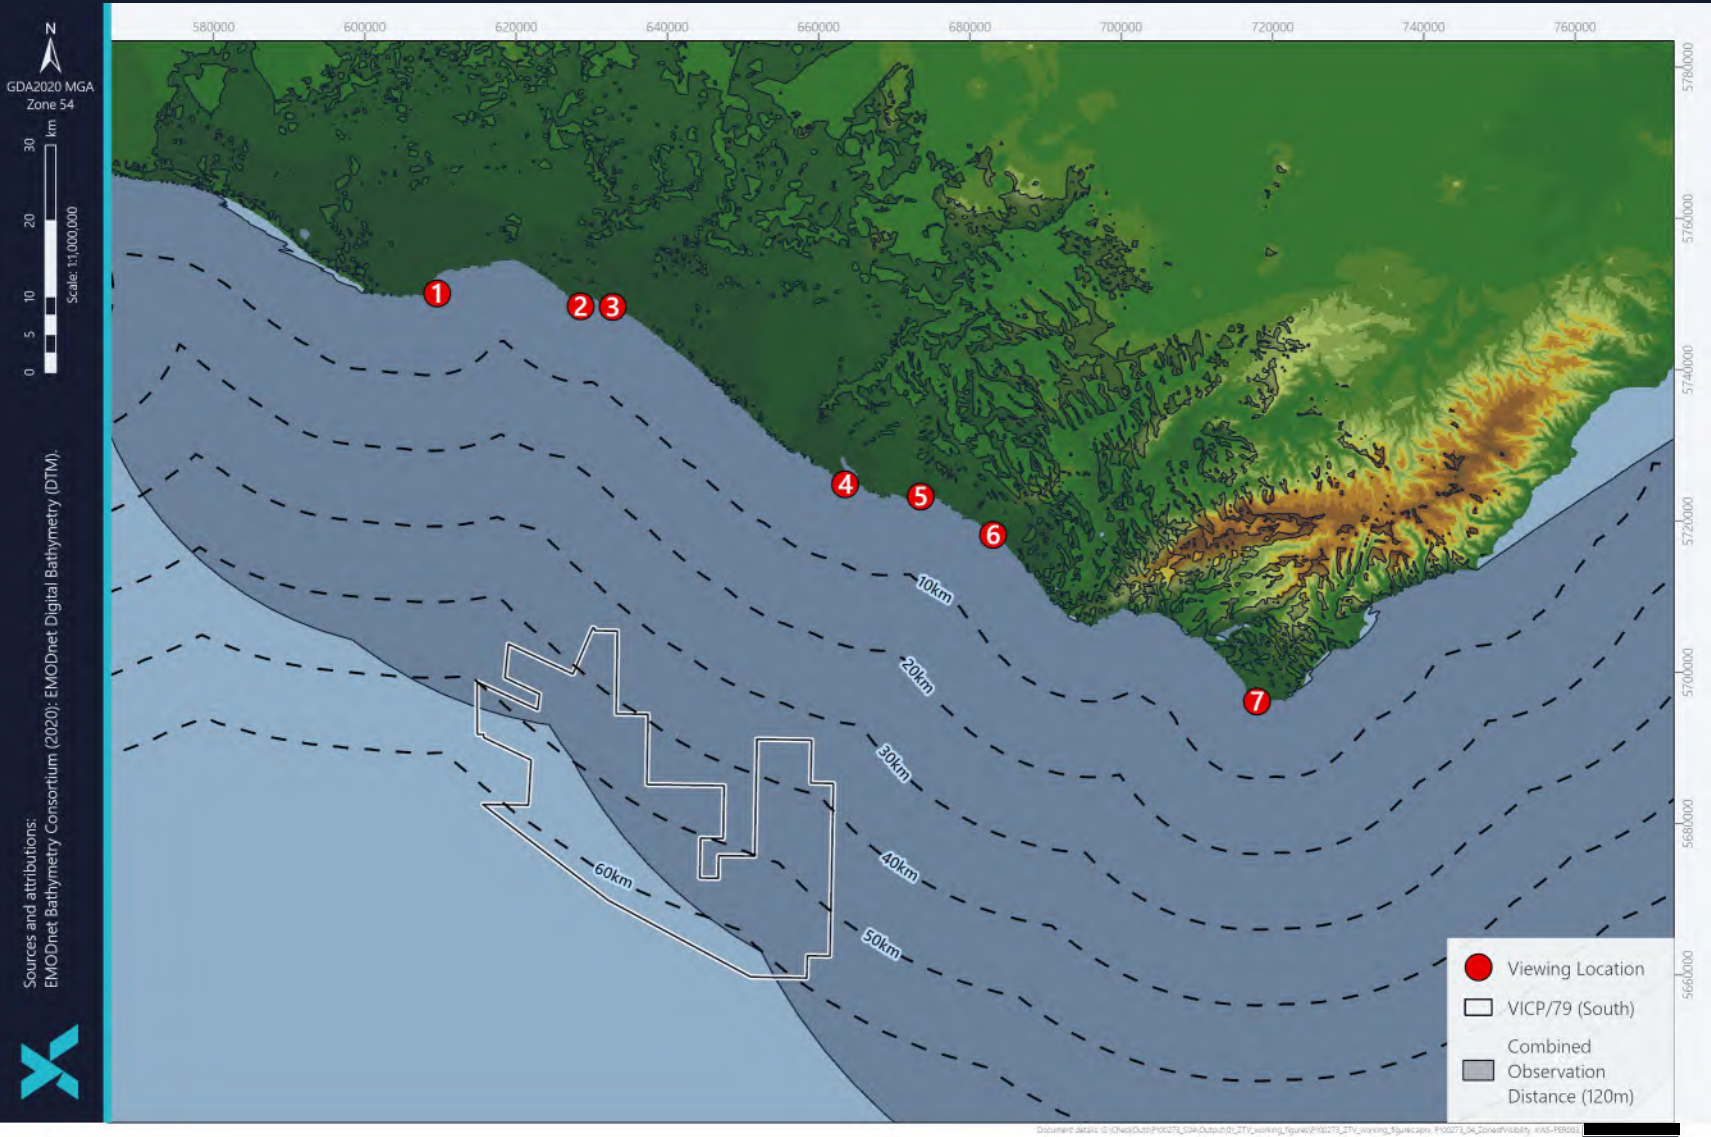 N
GDA2020 MGA
Zone 54
0 5 10 20 30 km
Scale: 1:1,000,000
Sources and attributions:
EMODnet Bathymetry Consortium (2020): EMODnet Digital Bathymetry (DTM).
580000 600000 620000 640000 660000 680000 700000 720000 740000 760000
5780000
5760000
5740000
5720000
5700000
5680000
5660000
1
2 3
4
5
6
7
10km
20km
30km
40km
50km
60km
Viewing Location
VICP/79 (South)
Combined
Observation
Distance (120m)